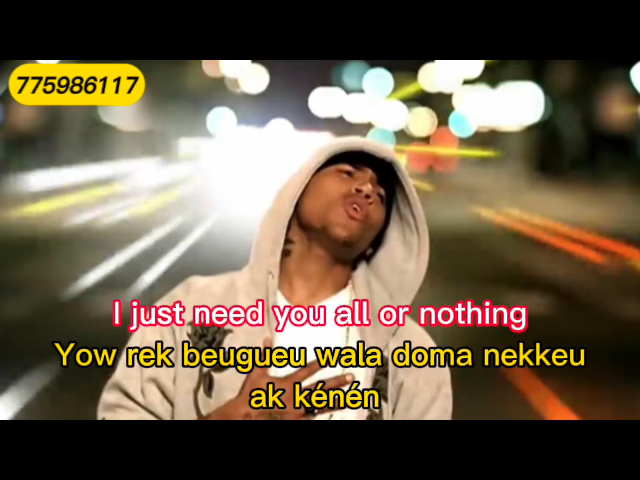 775986117
I just need you all or nothing
Yow rek beugueu wala doma nekkeu
ak kénén